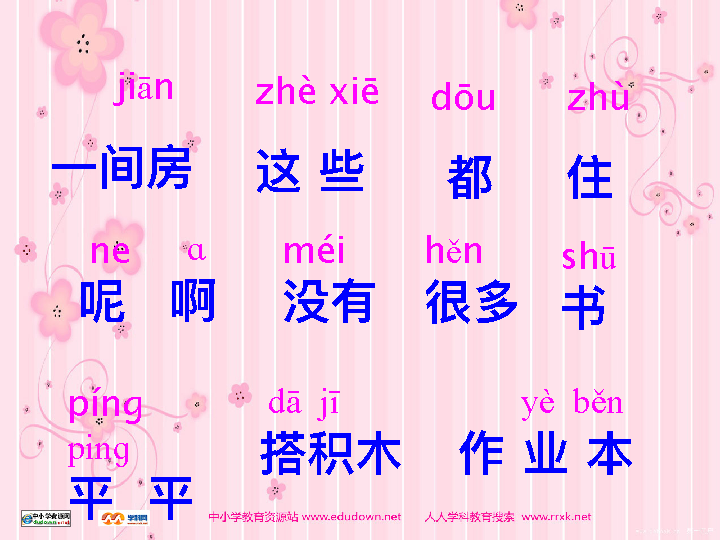 jiān zhè xiē dōu zhù
一间房 这 些 都 住
ne ɑ méi hěn shū
呢 啊 没有 很多 书
píng dā jī yè běn
ping
平 平 搭积木 作 业 本
中小学教育资源站 www.edudown.net 人人学科教育搜索 www.rrxk.net